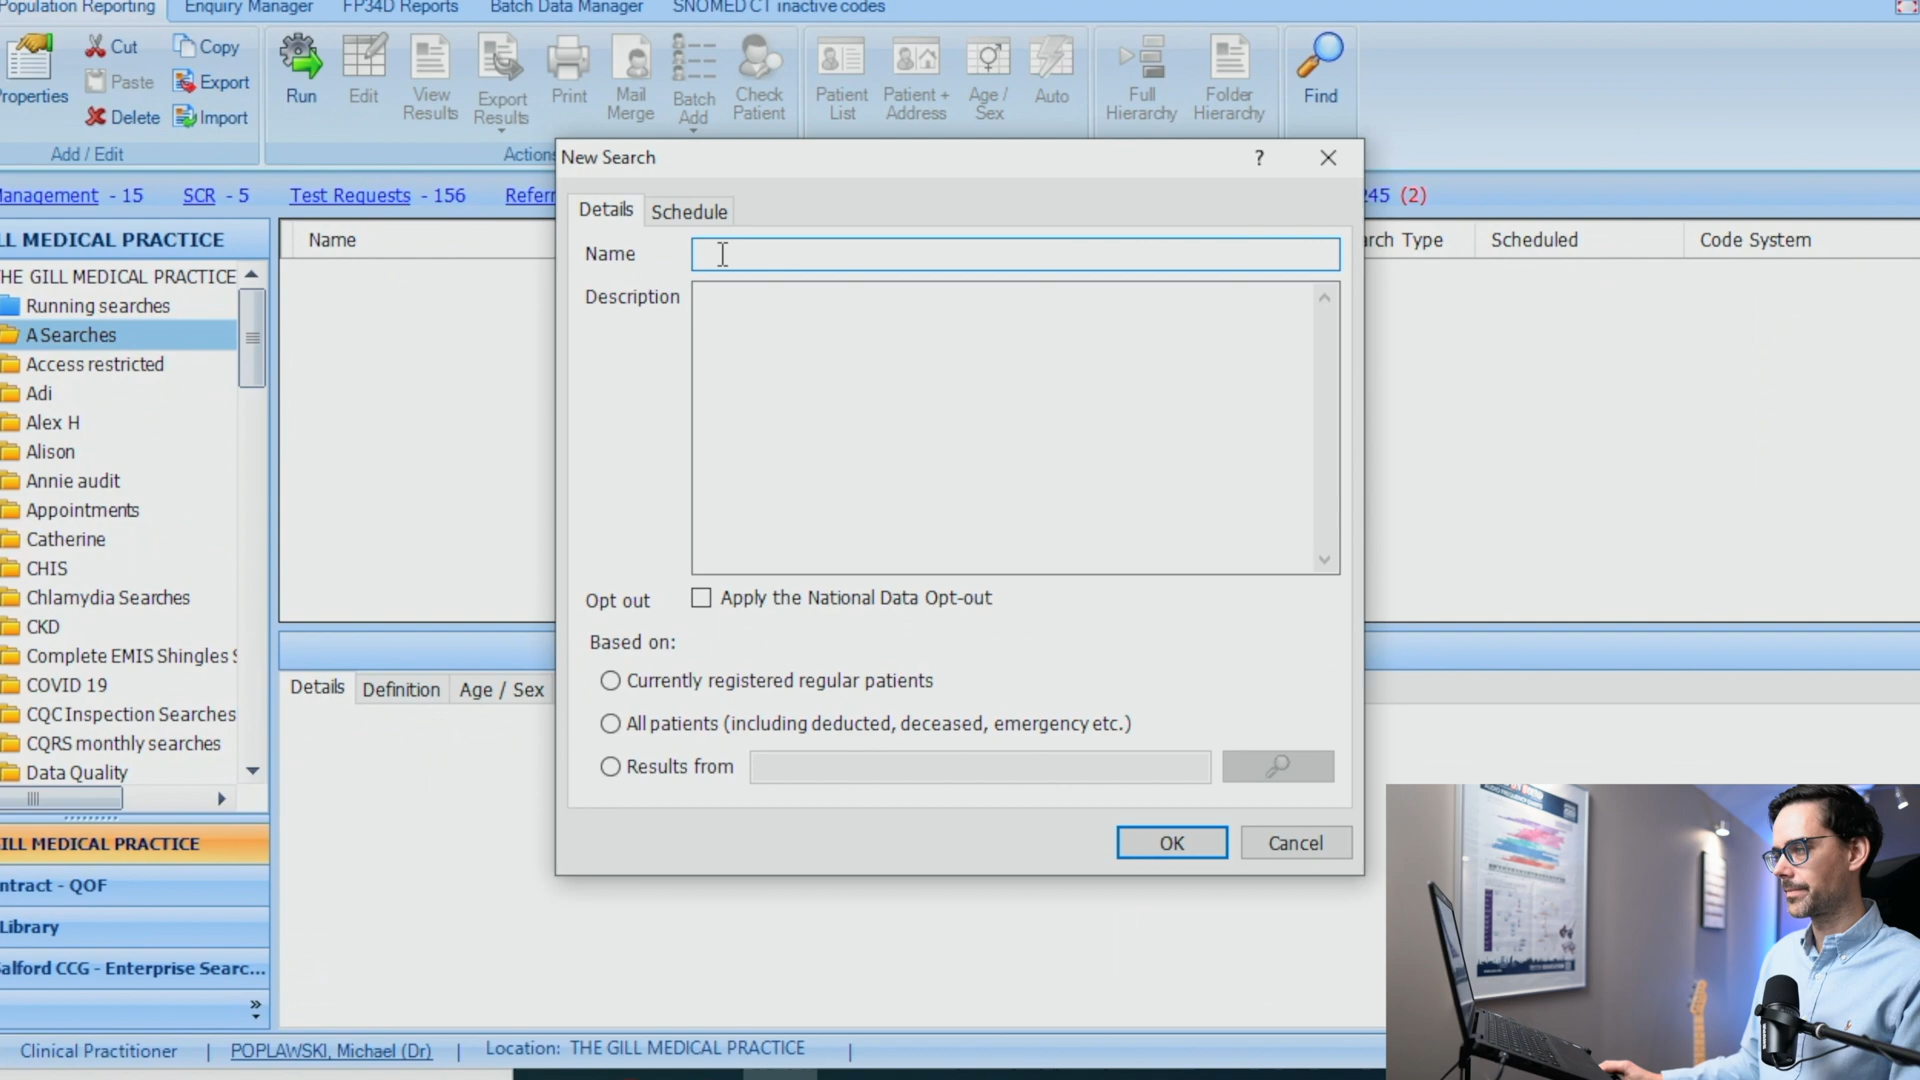 Population Reporting
Enquiry Manager
FP34D Reports
Batch Data Manager
SNOMED CT inactive codes
Properties
Cut
Copy
Paste
Export
Delete
Import
Add / Edit
Run
Edit
View Results
Export Results
Print
Mail Merge
Batch Add
Check Patient
Actions
Patient List
Patient + Address
Age / Sex
Auto
Full Hierarchy
Folder Hierarchy
Find
Management - 15
SCR - 5
Test Requests - 156
Referr
245 (2)
LL MEDICAL PRACTICE
THE GILL MEDICAL PRACTICE
Running searches
A Searches
Access restricted
Adi
Alex H
Alison
Annie audit
Appointments
Catherine
CHIS
Chlamydia Searches
CKD
Complete EMIS Shingles S
COVID 19
CQC Inspection Searches
CQRS monthly searches
Data Quality
ILL MEDICAL PRACTICE
ntract - QOF
Library
Salford CCG - Enterprise Searc...
Name
arch Type
Scheduled
Code System
Details
Definition
Age / Sex
New Search
?
Details
Schedule
Name
Description
Opt out
Apply the National Data Opt-out
Based on:
Currently registered regular patients
All patients (including deducted, deceased, emergency etc.)
Results from
OK
Cancel
Clinical Practitioner | POPLAWSKI, Michael (Dr) | Location: THE GILL MEDICAL PRACTICE |